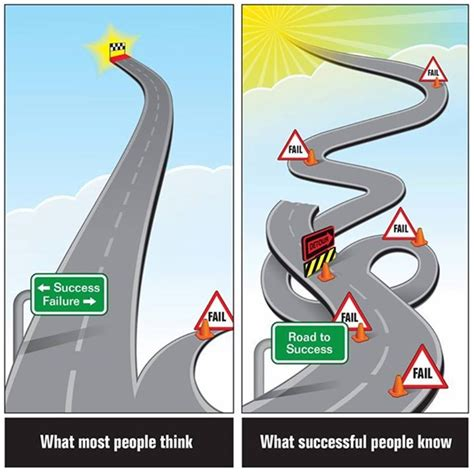 ← Success
Failure →
FAIL
What most people think
FAIL
FAIL
FAIL
DETOUR
FAIL
Road to
Success
FAIL
What successful people know